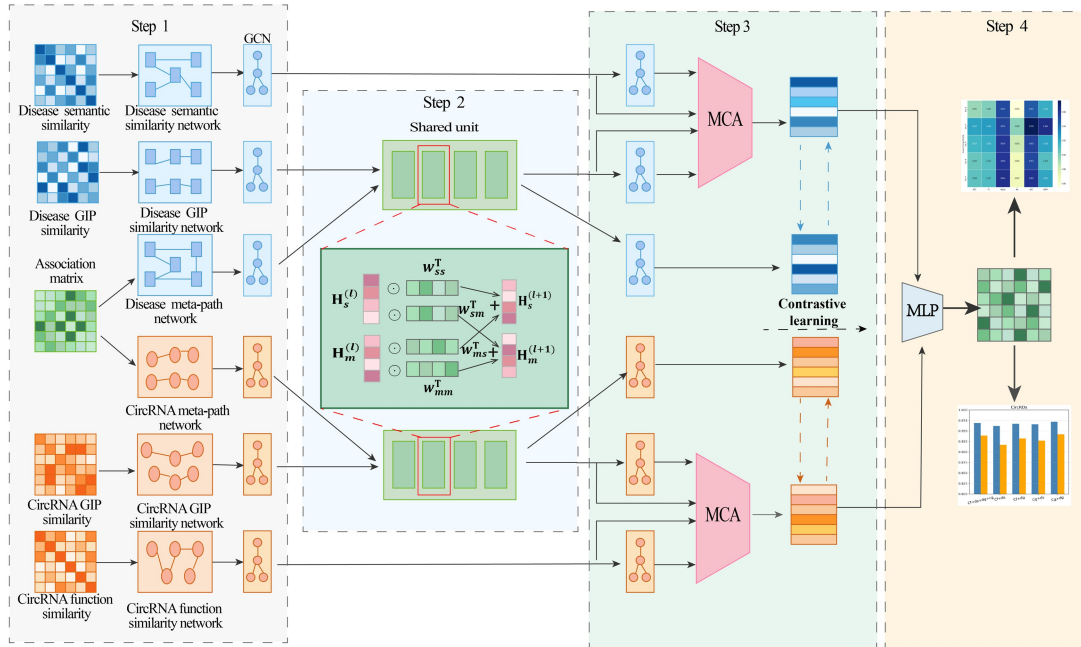 Step 1
GCN
Disease semantic
similarity
Disease semantic
similarity network
Disease GIP
similarity
Disease GIP
similarity network
Association
matrix
Disease meta-path
network
CircRNA meta-path
network
CircRNA GIP
similarity
CircRNA GIP
similarity network
CircRNA function
similarity
CircRNA function
similarity network
Step 2
Shared unit
w_ss^T
H_s^(l)
⊙
w_sm^T
+
H_s^(l+1)
⊙
H_m^(l)
⊙
w_ms^T
+
H_m^(l+1)
⊙
w_mm^T
Step 3
MCA
Contrastive
learning
MCA
Step 4
MLP
CircRDs